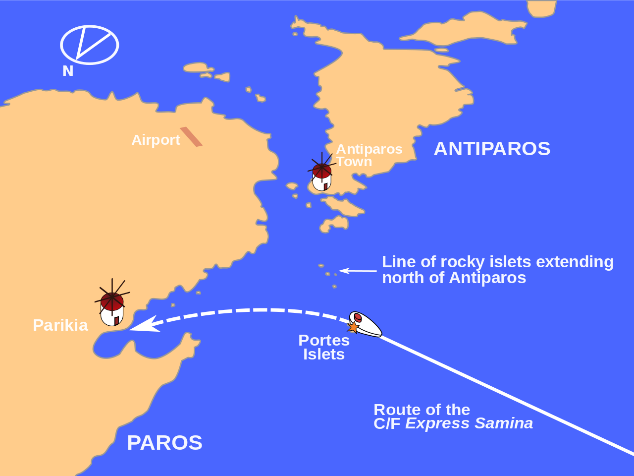 N
Airport
Antiparos
Town
ANTIPAROS
Line of rocky islets extending
north of Antiparos
Parikia
Portes
Islets
Route of the
C/F Express Samina
PAROS